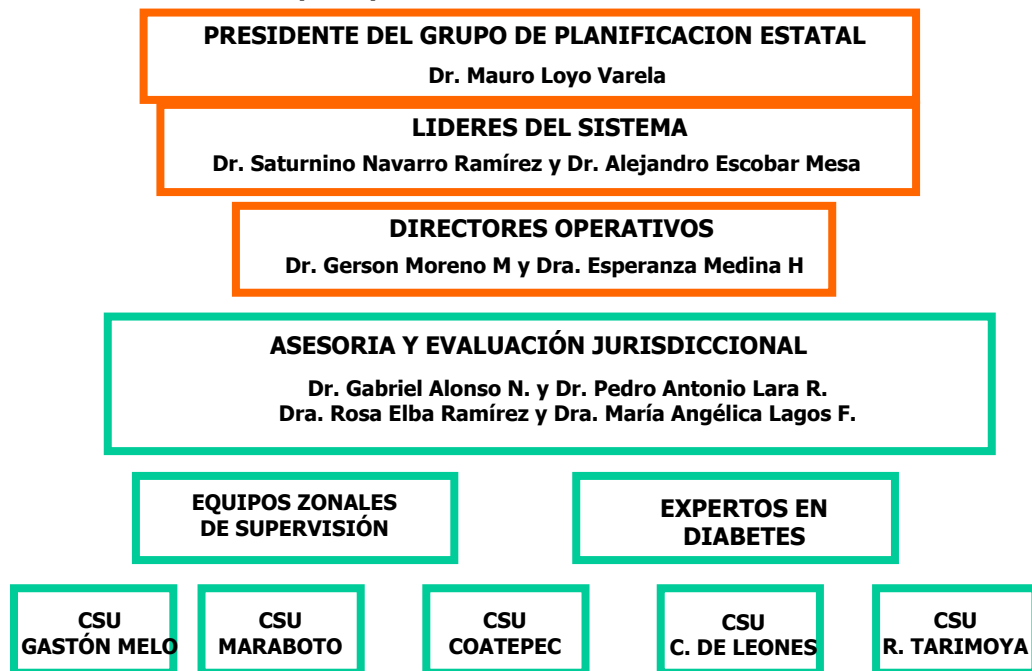 PRESIDENTE DEL GRUPO DE PLANIFICACION ESTATAL
Dr. Mauro Loyo Varela
LIDERES DEL SISTEMA
Dr. Saturnino Navarro Ramírez y Dr. Alejandro Escobar Mesa
DIRECTORES OPERATIVOS
Dr. Gerson Moreno M y Dra. Esperanza Medina H
ASESORIA Y EVALUACIÓN JURISDICCIONAL
Dr. Gabriel Alonso N. y Dr. Pedro Antonio Lara R.
Dra. Rosa Elba Ramírez y Dra. María Angélica Lagos F.
EQUIPOS ZONALES
DE SUPERVISIÓN
EXPERTOS EN
DIABETES
CSU
GASTÓN MELO
CSU
MARABOTO
CSU
COATEPEC
CSU
C. DE LEONES
CSU
R. TARIMOYA